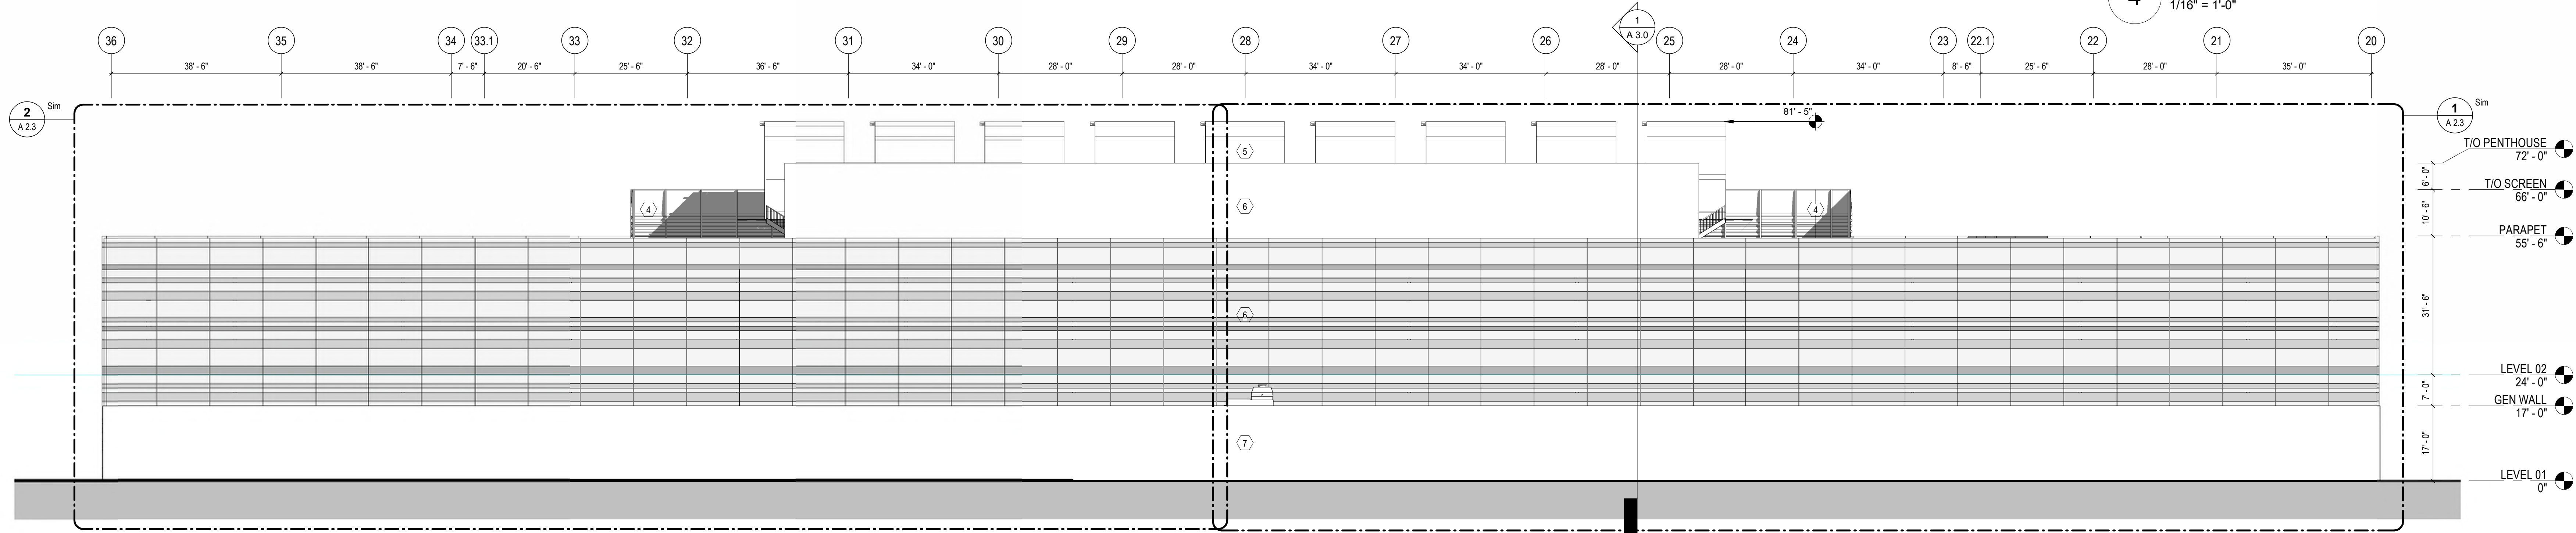 4
1/16" = 1'-0"
1
A 3.0
36 35 34 33.1 33 32 31 30 29 28 27 26 25 24 23 22.1 22 21 20
38' - 6" 38' - 6" 7' - 6" 20' - 6" 25' - 6" 36' - 6" 34' - 0" 28' - 0" 28' - 0" 34' - 0" 34' - 0" 28' - 0" 28' - 0" 34' - 0" 8' - 6" 25' - 6" 28' - 0" 35' - 0"
2
A 2.3
Sim
1
A 2.3
Sim
81' - 5"
5
4
6
4
6
7
T/O PENTHOUSE
72' - 0"
6' - 0"
T/O SCREEN
66' - 0"
10' - 6"
PARAPET
55' - 6"
31' - 6"
LEVEL 02
24' - 0"
7' - 0"
GEN WALL
17' - 0"
17' - 0"
LEVEL 01
0"